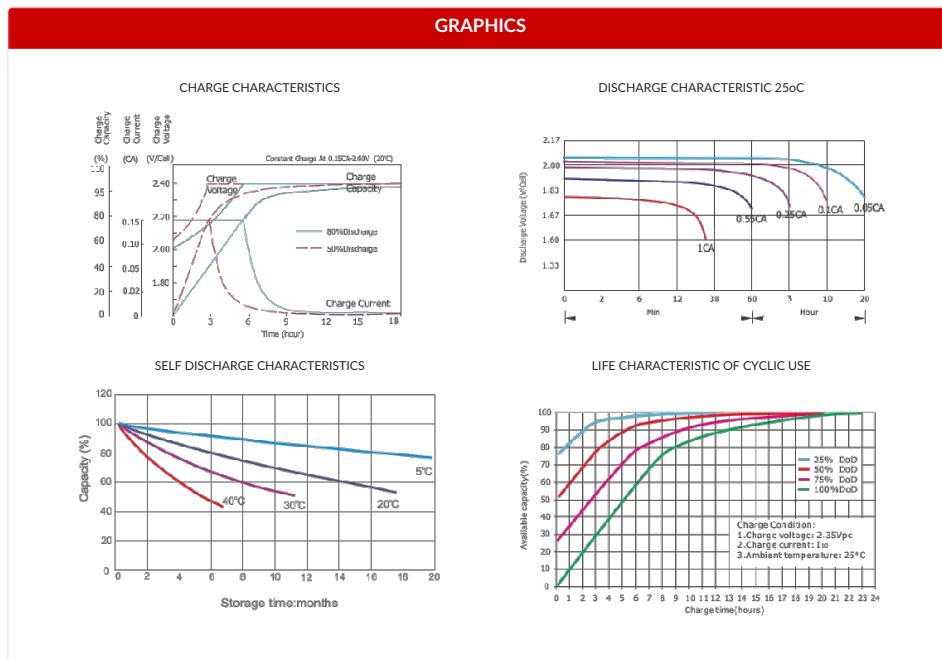 GRAPHICS
CHARGE CHARACTERISTICS
Charge Capacity
Charge Current
Charge Voltage
(%)
(CA)
(V/Cell)
Constant Charge At 0.15CA-2.40V (20°C)
110
95
80
60
40
20
0
0.15
0.10
0.05
0.02
0
2.40
2.20
2.00
1.80
Charge Voltage
Charge Capacity
80%Discharge
50%Discharge
Charge Current
0 3 6 9 12 15 18
Time (hour)
DISCHARGE CHARACTERISTIC 25oC
Discharge Voltage (V/Cell)
2.17
2.00
1.83
1.67
1.60
1.33
1CA
0.55CA
0.25CA
0.1CA
0.05CA
0 2 6 12 30 60 3 10 20
Min
Hour
SELF DISCHARGE CHARACTERISTICS
Capacity (%)
120
100
80
60
40
20
0
5°C
40°C
30°C
20°C
0 2 4 6 8 10 12 14 16 18 20
Storage time:months
LIFE CHARACTERISTIC OF CYCLIC USE
Available capacity(%)
100
90
80
70
60
50
40
30
20
10
0
25% DoD
50% DoD
75% DoD
100%DoD
Charge Condition:
1.Charge voltage: 2.35Vpc
2.Charge current: I₁₀
3.Ambient temperature: 25°C
0 1 2 3 4 5 6 7 8 9 10 11 12 13 14 15 16 17 18 19 20 21 22 23 24
Charge time(hours)